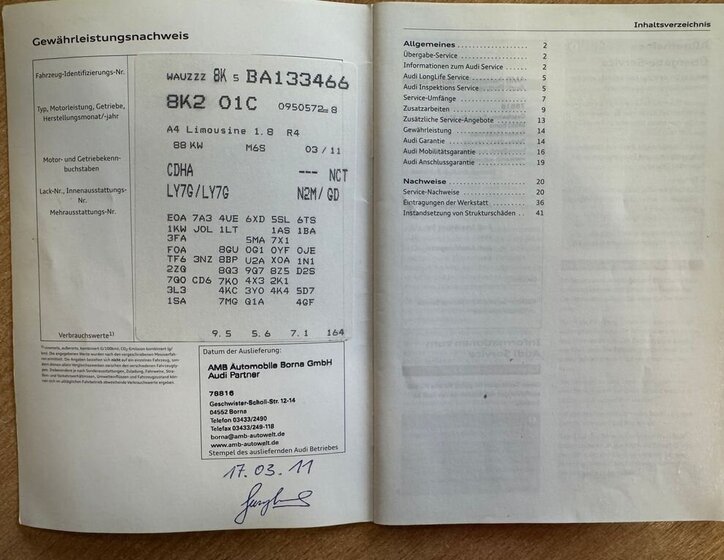 Gewährleistungsnachweis
Fahrzeug-Identifizierungs-Nr.
WAUZZZ 8K 5 BA133466
8K2 01C 0950572 8
Typ, Motorleistung, Getriebe,
Herstellungsmonat/-jahr
A4 Limousine 1.8 R4
88 KW M6S 03/11
Motor- und Getriebekenn-
buchstaben
CDHA --- NCT
Lack-Nr., Innenausstattungs-
Nr.
LY7G/LY7G N2M/GD
Mehrausstattungs-Nr.
E0A 7A3 4UE 6XD 5SL 6TS
1KW J0L 1LT 1AS 1BA
3FA 5MA 7X1
F0A 8GU 0G1 0YF 0JE
TF6 3NZ 8BP U2A X0A 1N1
2ZQ 8Q3 9Q7 8Z5 D2S
7G0 CD6 7K0 4X3 2K1
3L3 4KC 3Y0 4K4 5D7
1SA 7MG Q1A 4GF
Verbrauchswerte1)
9.5 5.6 7.1 164
Datum der Auslieferung:
AMB Automobile Borna GmbH
Audi Partner
78816
Geschwister-Scholl-Str. 12-14
04552 Borna
Telefon 03433/2490
Telefax 03433/249-118
borna@amb-autowelt.de
www.amb-autowelt.de
Stempel des ausliefernden Audi Betriebes
17.03.11
Inhaltsverzeichnis
Allgemeines 2
Übergabe-Service 2
Informationen zum Audi Service 2
Audi LongLife Service 5
Audi Inspektions Service 5
Service-Umfänge 7
Zusatzarbeiten 9
Zusätzliche Service-Angebote 13
Gewährleistung 14
Audi Garantie 14
Audi Mobilitätsgarantie 16
Audi Anschlussgarantie 19
Nachweise 20
Service-Nachweise 20
Eintragungen der Werkstatt 36
Instandsetzung von Strukturschäden 41